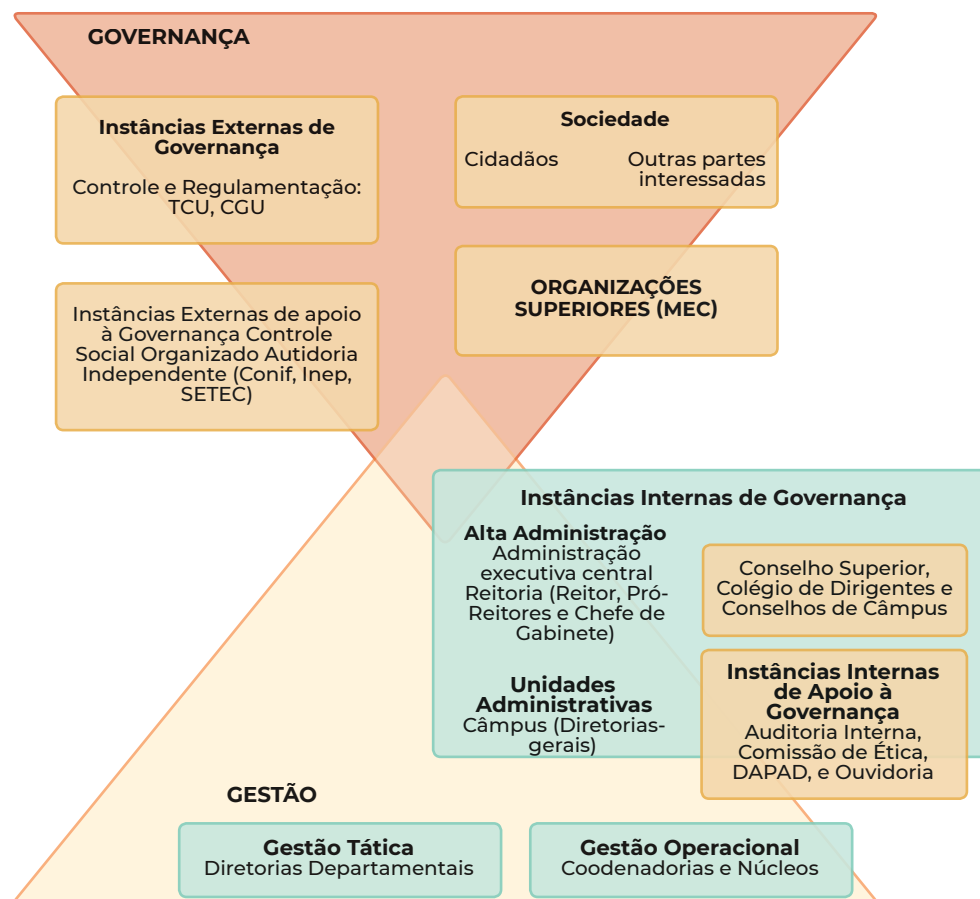 GOVERNANÇA
Instâncias Externas de
Governança
Controle e Regulamentação:
TCU, CGU
Sociedade
Cidadãos
Outras partes
interessadas
Instâncias Externas de apoio
à Governança Controle
Social Organizado Autidoria
Independente (Conif, Inep,
SETEC)
ORGANIZAÇÕES
SUPERIORES (MEC)
Instâncias Internas de Governança
Alta Administração
Administração
executiva central
Reitoria (Reitor, Pró-
Reitores e Chefe de
Gabinete)
Conselho Superior,
Colégio de Dirigentes e
Conselhos de Câmpus
Unidades
Administrativas
Câmpus (Diretorias-
gerais)
Instâncias Internas
de Apoio à
Governança
Auditoria Interna,
Comissão de Ética,
DAPAD, e Ouvidoria
GESTÃO
Gestão Tática
Diretorias Departamentais
Gestão Operacional
Coodenadorias e Núcleos